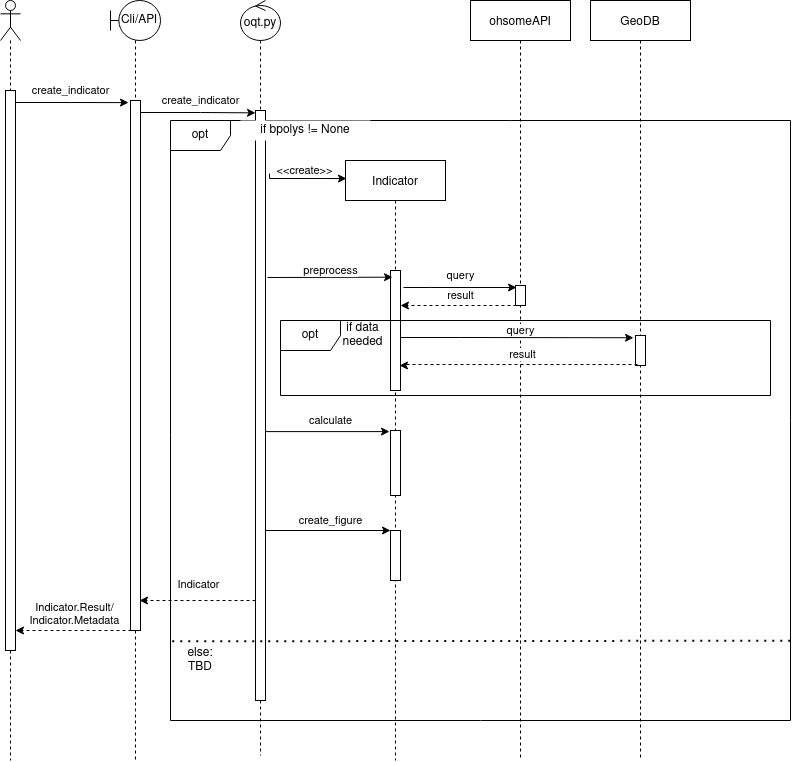 Cli/API
oqt.py
ohsomeAPI
GeoDB
create_indicator
create_indicator
opt
if bpolys != None
<<create>>
Indicator
preprocess
query
result
opt
if data
needed
query
result
calculate
create_figure
Indicator
Indicator.Result/
Indicator.Metadata
else:
TBD